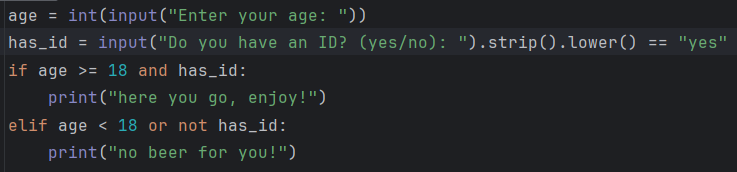 age = int(input("Enter your age: "))
has_id = input("Do you have an ID? (yes/no): ").strip().lower() == "yes"
if age >= 18 and has_id:
    print("here you go, enjoy!")
elif age < 18 or not has_id:
    print("no beer for you!")